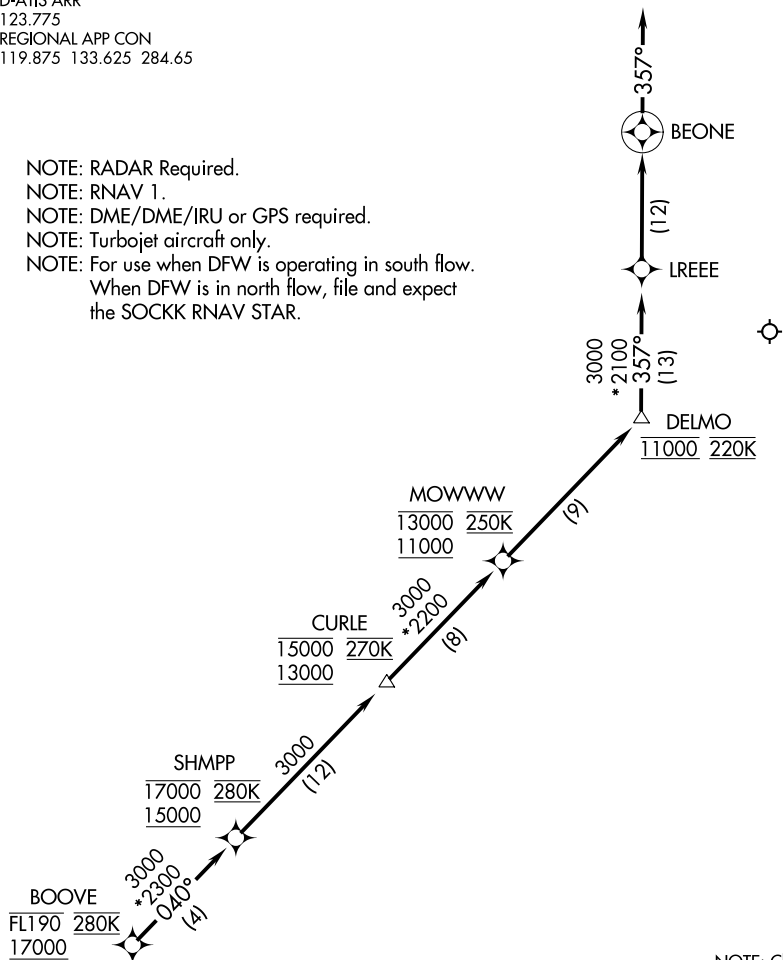 D-ATIS ARR
123.775
REGIONAL APP CON
119.875 133.625 284.65
NOTE: RADAR Required.
NOTE: RNAV 1.
NOTE: DME/DME/IRU or GPS required.
NOTE: Turbojet aircraft only.
NOTE: For use when DFW is operating in south flow.
When DFW is in north flow, file and expect
the SOCKK RNAV STAR.
357°
BEONE
(12)
LREEE
3000
*2100
357°
(13)
DELMO
11000 220K
(9)
MOWWW
13000 250K
11000
3000
*2200
(8)
CURLE
15000 270K
13000
3000
(12)
SHMPP
17000 280K
15000
3000
*2300
040°
(4)
BOOVE
FL190 280K
17000